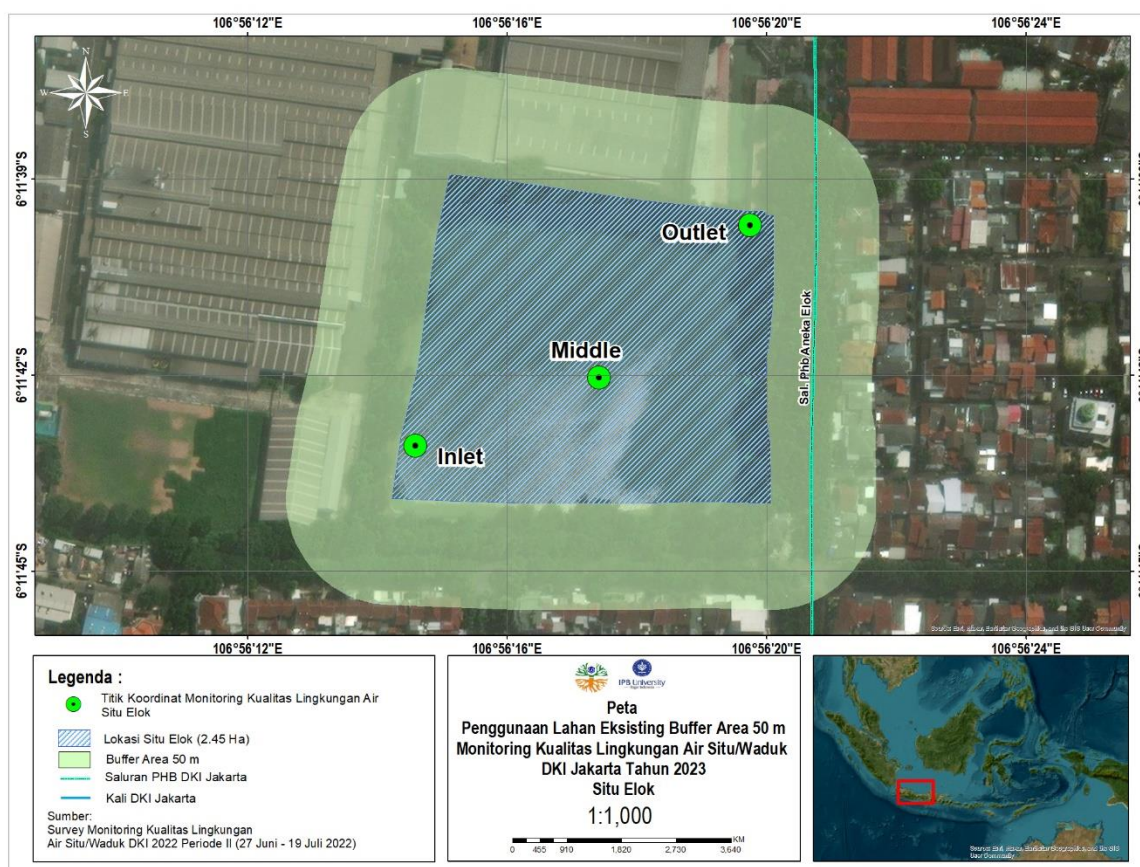 106°56'12"E 106°56'16"E 106°56'20"E 106°56'24"E
N
W E
S
6°11'39"S
6°11'42"S
6°11'45"S
Outlet
Middle
Inlet
Sal. Phb Aneka Elok
106°56'12"E 106°56'16"E 106°56'20"E 106°56'24"E
Legenda :
Titik Koordinat Monitoring Kualitas Lingkungan Air
Situ Elok
Lokasi Situ Elok (2.45 Ha)
Buffer Area 50 m
Saluran PHB DKI Jakarta
Kali DKI Jakarta
Sumber:
Survey Monitoring Kualitas Lingkungan
Air Situ/Waduk DKI 2022 Periode II (27 Juni - 19 Juli 2022)
IPB University
Peta
Penggunaan Lahan Eksisting Buffer Area 50 m
Monitoring Kualitas Lingkungan Air Situ/Waduk
DKI Jakarta Tahun 2023
Situ Elok
1:1,000
KM
0 455 910 1,820 2,730 3,640